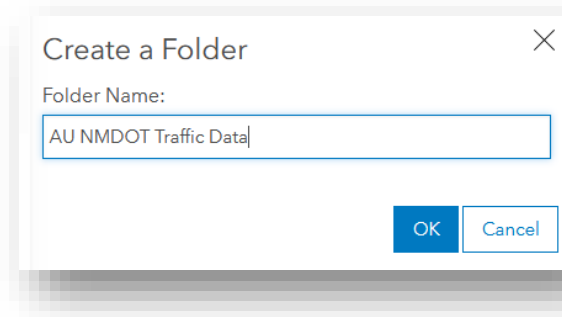 Create a Folder
Folder Name:
AU NMDOT Traffic Data
OK Cancel